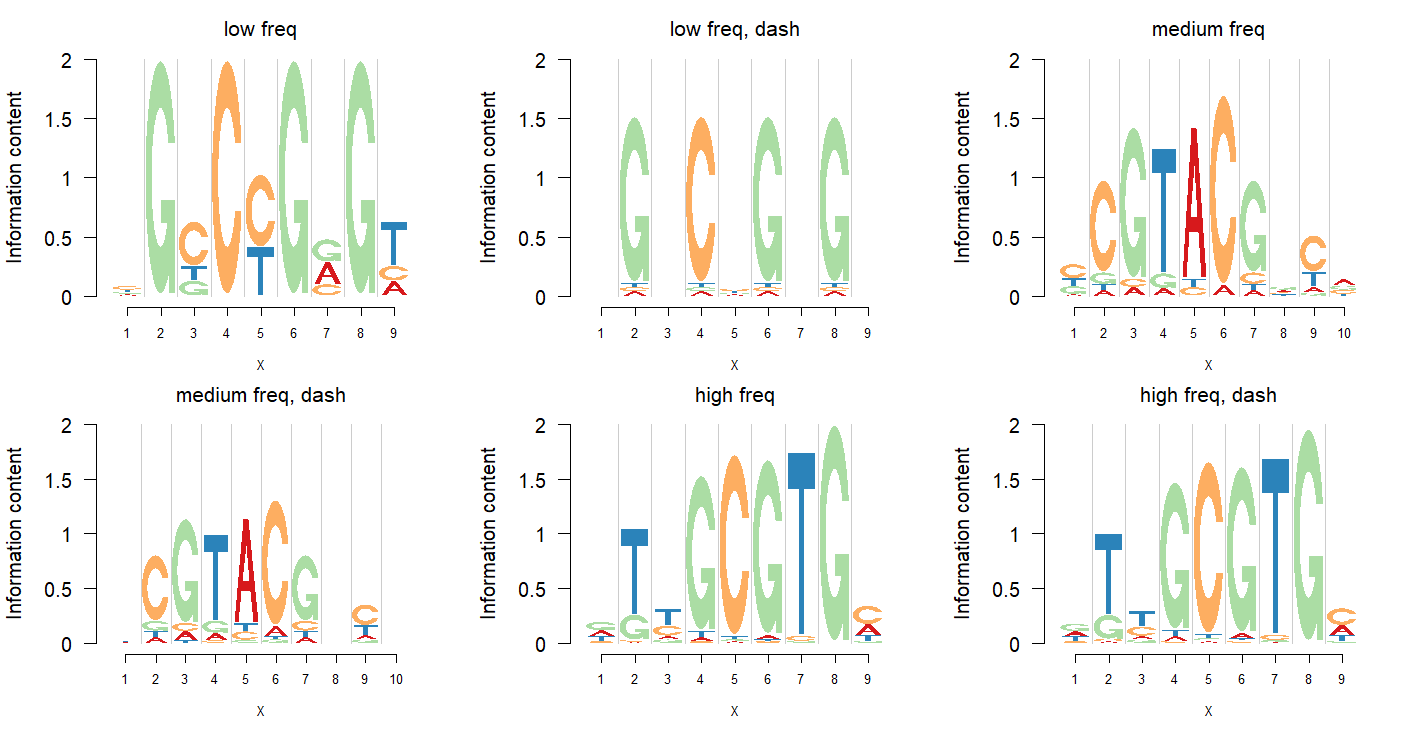 low freq
Information content
2
1.5
1
0.5
0
1 2 3 4 5 6 7 8 9
X
low freq, dash
Information content
2
1.5
1
0.5
0
1 2 3 4 5 6 7 8 9
X
medium freq
Information content
2
1.5
1
0.5
0
1 2 3 4 5 6 7 8 9 10
X
medium freq, dash
Information content
2
1.5
1
0.5
0
1 2 3 4 5 6 7 8 9 10
X
high freq
Information content
2
1.5
1
0.5
0
1 2 3 4 5 6 7 8 9
X
high freq, dash
Information content
2
1.5
1
0.5
0
1 2 3 4 5 6 7 8 9
X